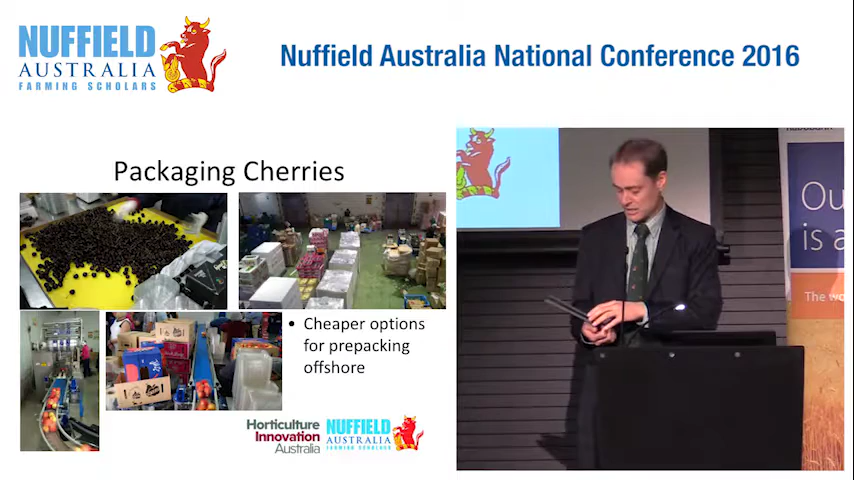 NUFFIELD
AUSTRALIA
FARMING SCHOLARS
Nuffield Australia National Conference 2016
Packaging Cherries
• Cheaper options
for prepacking
offshore
Horticulture
Innovation
Australia
NUFFIELD
AUSTRALIA
FARMING SCHOLARS
Ou
is a
The wo